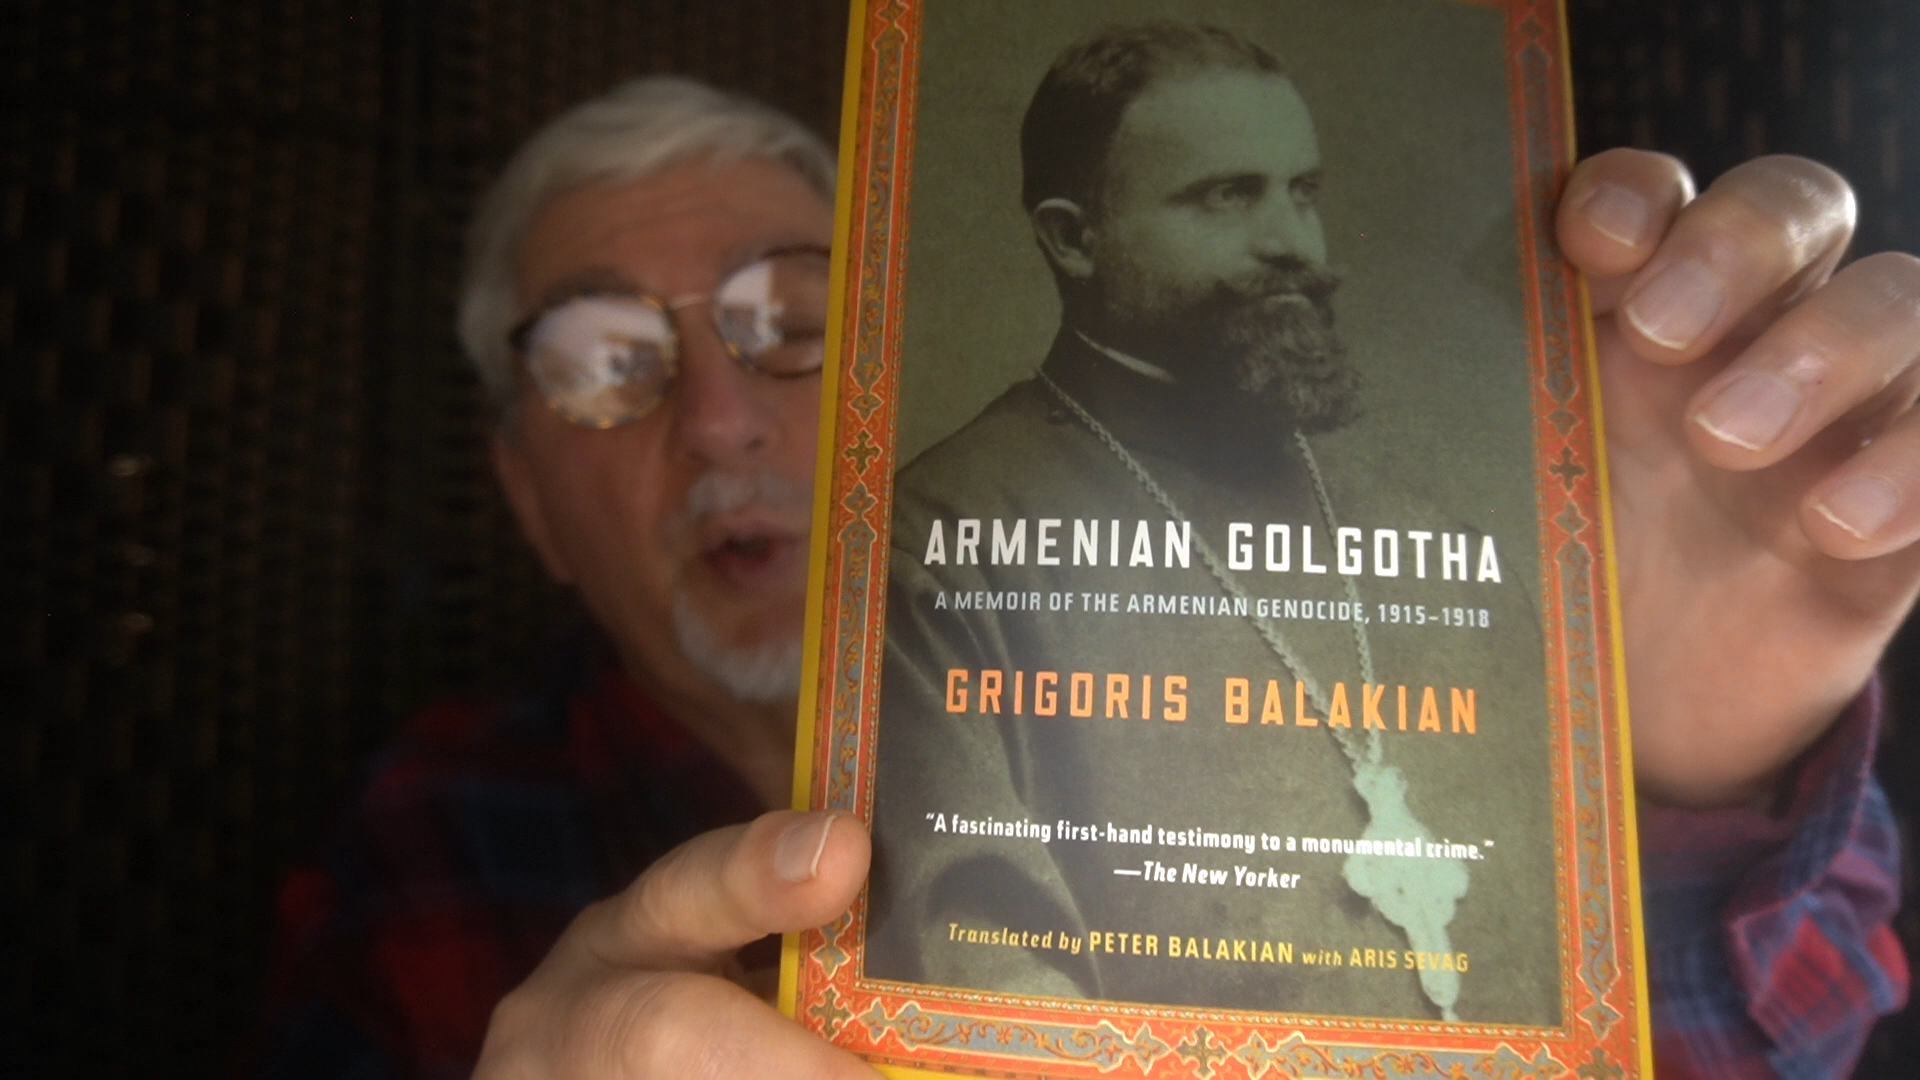 ARMENIAN GOLGOTHA
A MEMOIR OF THE ARMENIAN GENOCIDE, 1915–1918
GRIGORIS BALAKIAN
“A fascinating first-hand testimony to a monumental crime.”
—The New Yorker
Translated by PETER BALAKIAN with ARIS SEVAG